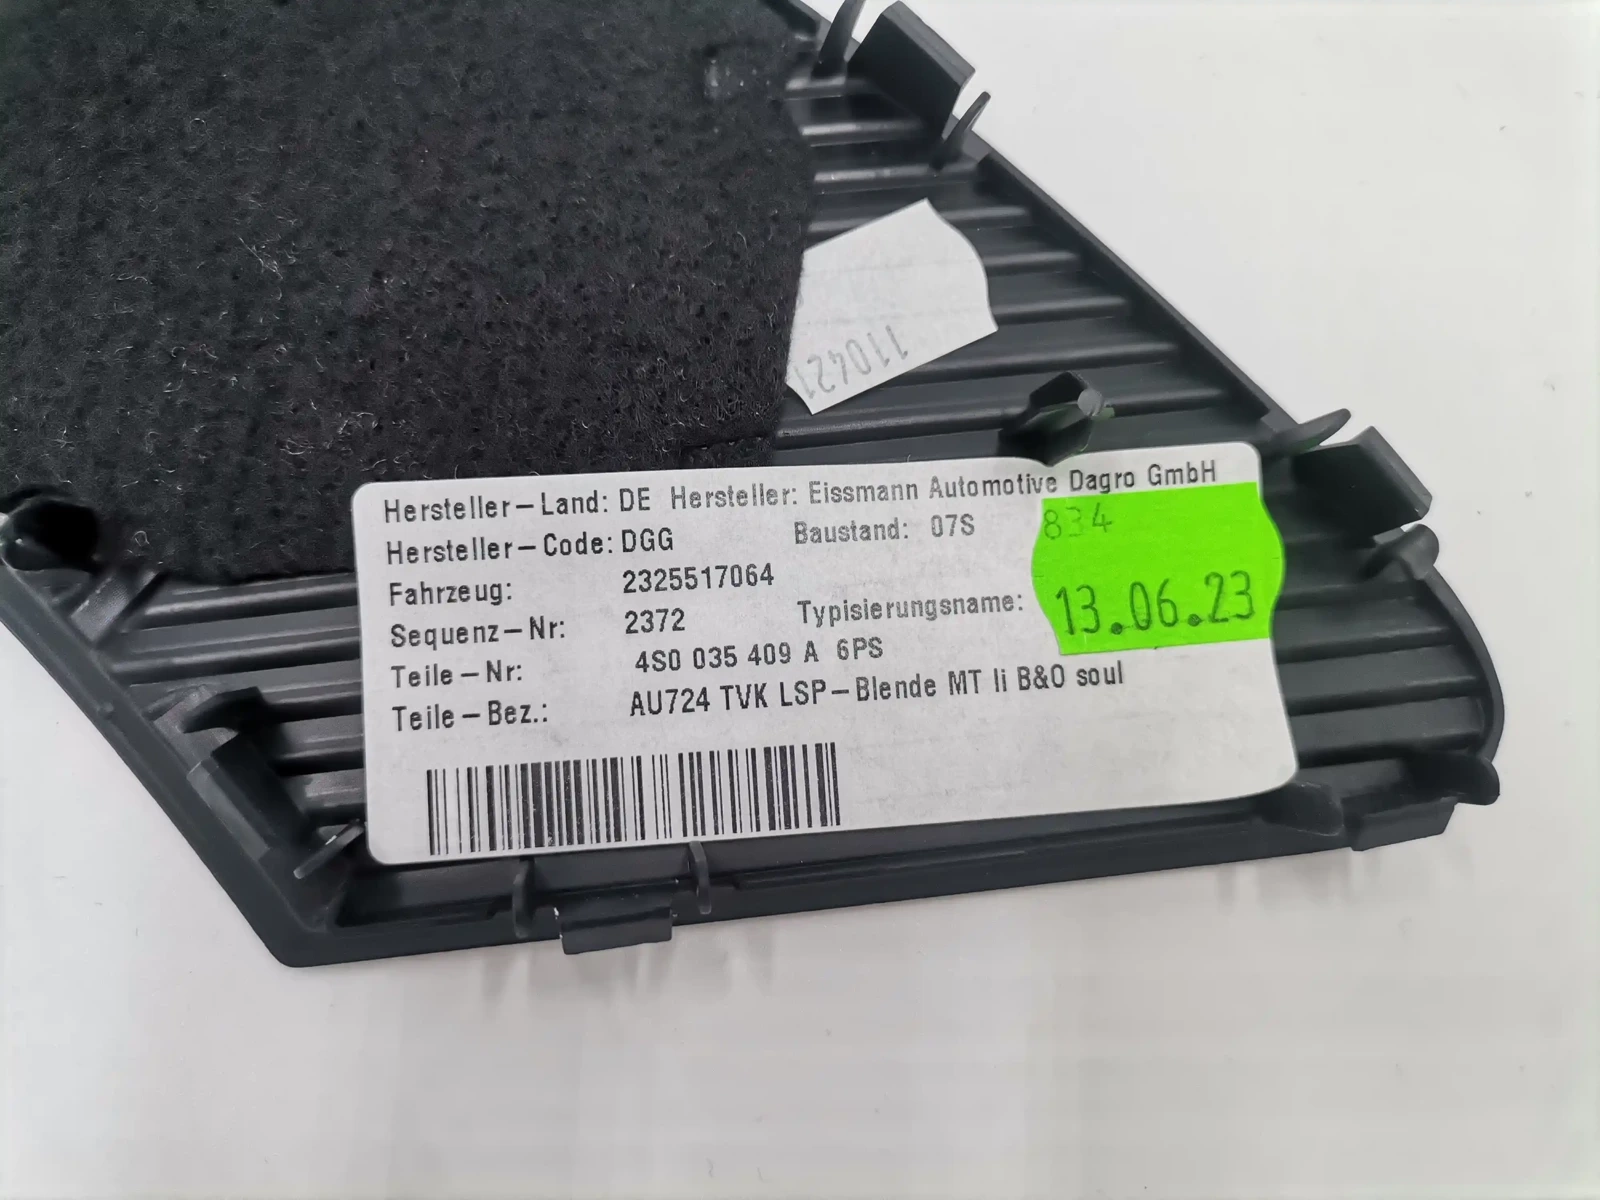 110421
Hersteller-Land: DE Hersteller: Eissmann Automotive Dagro GmbH
Hersteller-Code: DGG Baustand: 07S 834
Fahrzeug: 2325517064
Sequenz-Nr: 2372 Typisierungsname: 13.06.23
Teile-Nr: 4S0 035 409 A 6PS
Teile-Bez.: AU724 TVK LSP-Blende MT li B&O soul